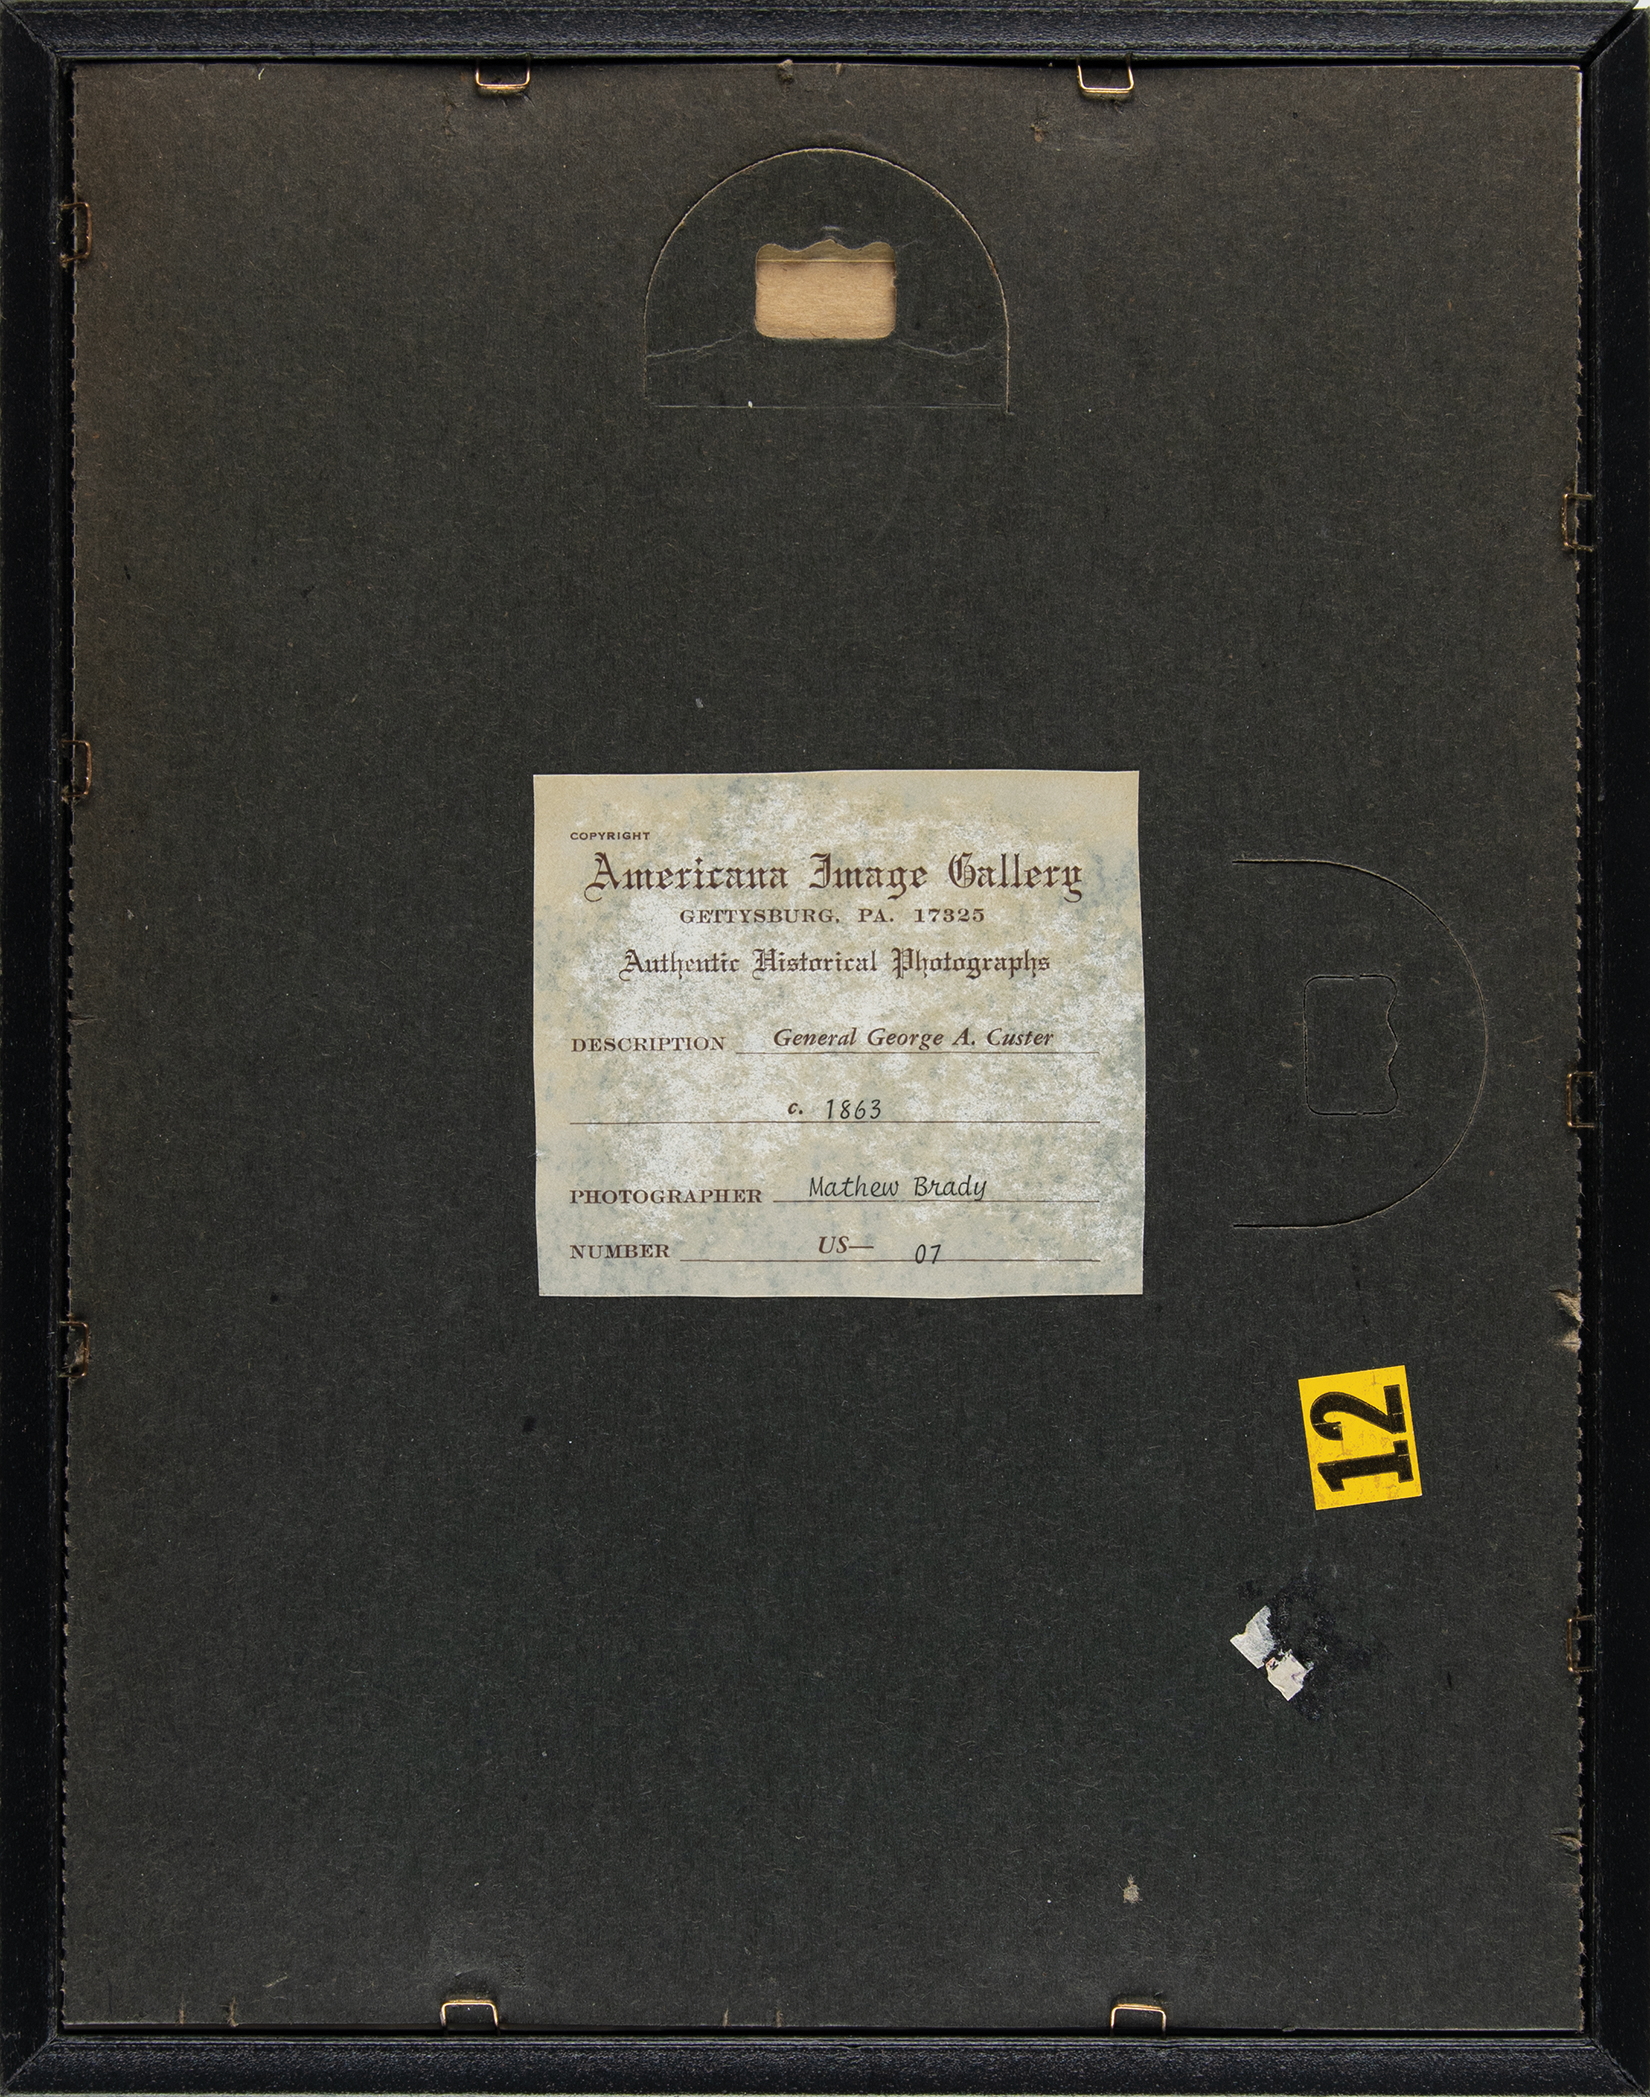 COPYRIGHT
Americana Image Gallery
GETTYSBURG, PA. 17325
Authentic Historical Photographs
DESCRIPTION General George A. Custer
c. 1863
PHOTOGRAPHER Mathew Brady
NUMBER US— 07
12